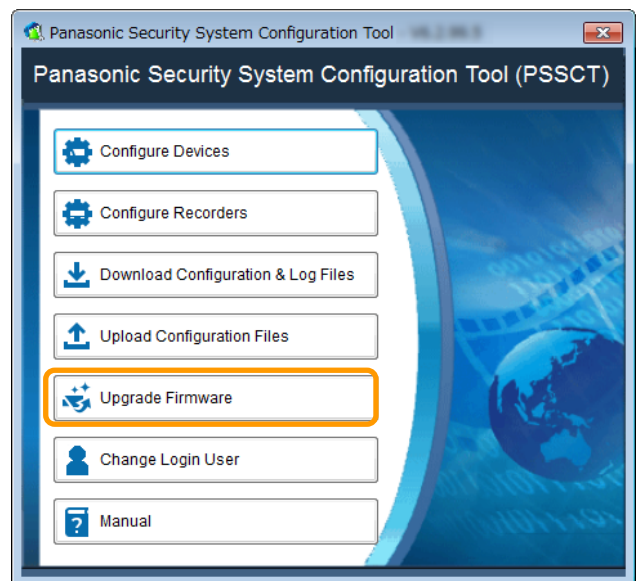 Panasonic Security System Configuration Tool
Panasonic Security System Configuration Tool (PSSCT)
Configure Devices
Configure Recorders
Download Configuration & Log Files
Upload Configuration Files
Upgrade Firmware
Change Login User
Manual